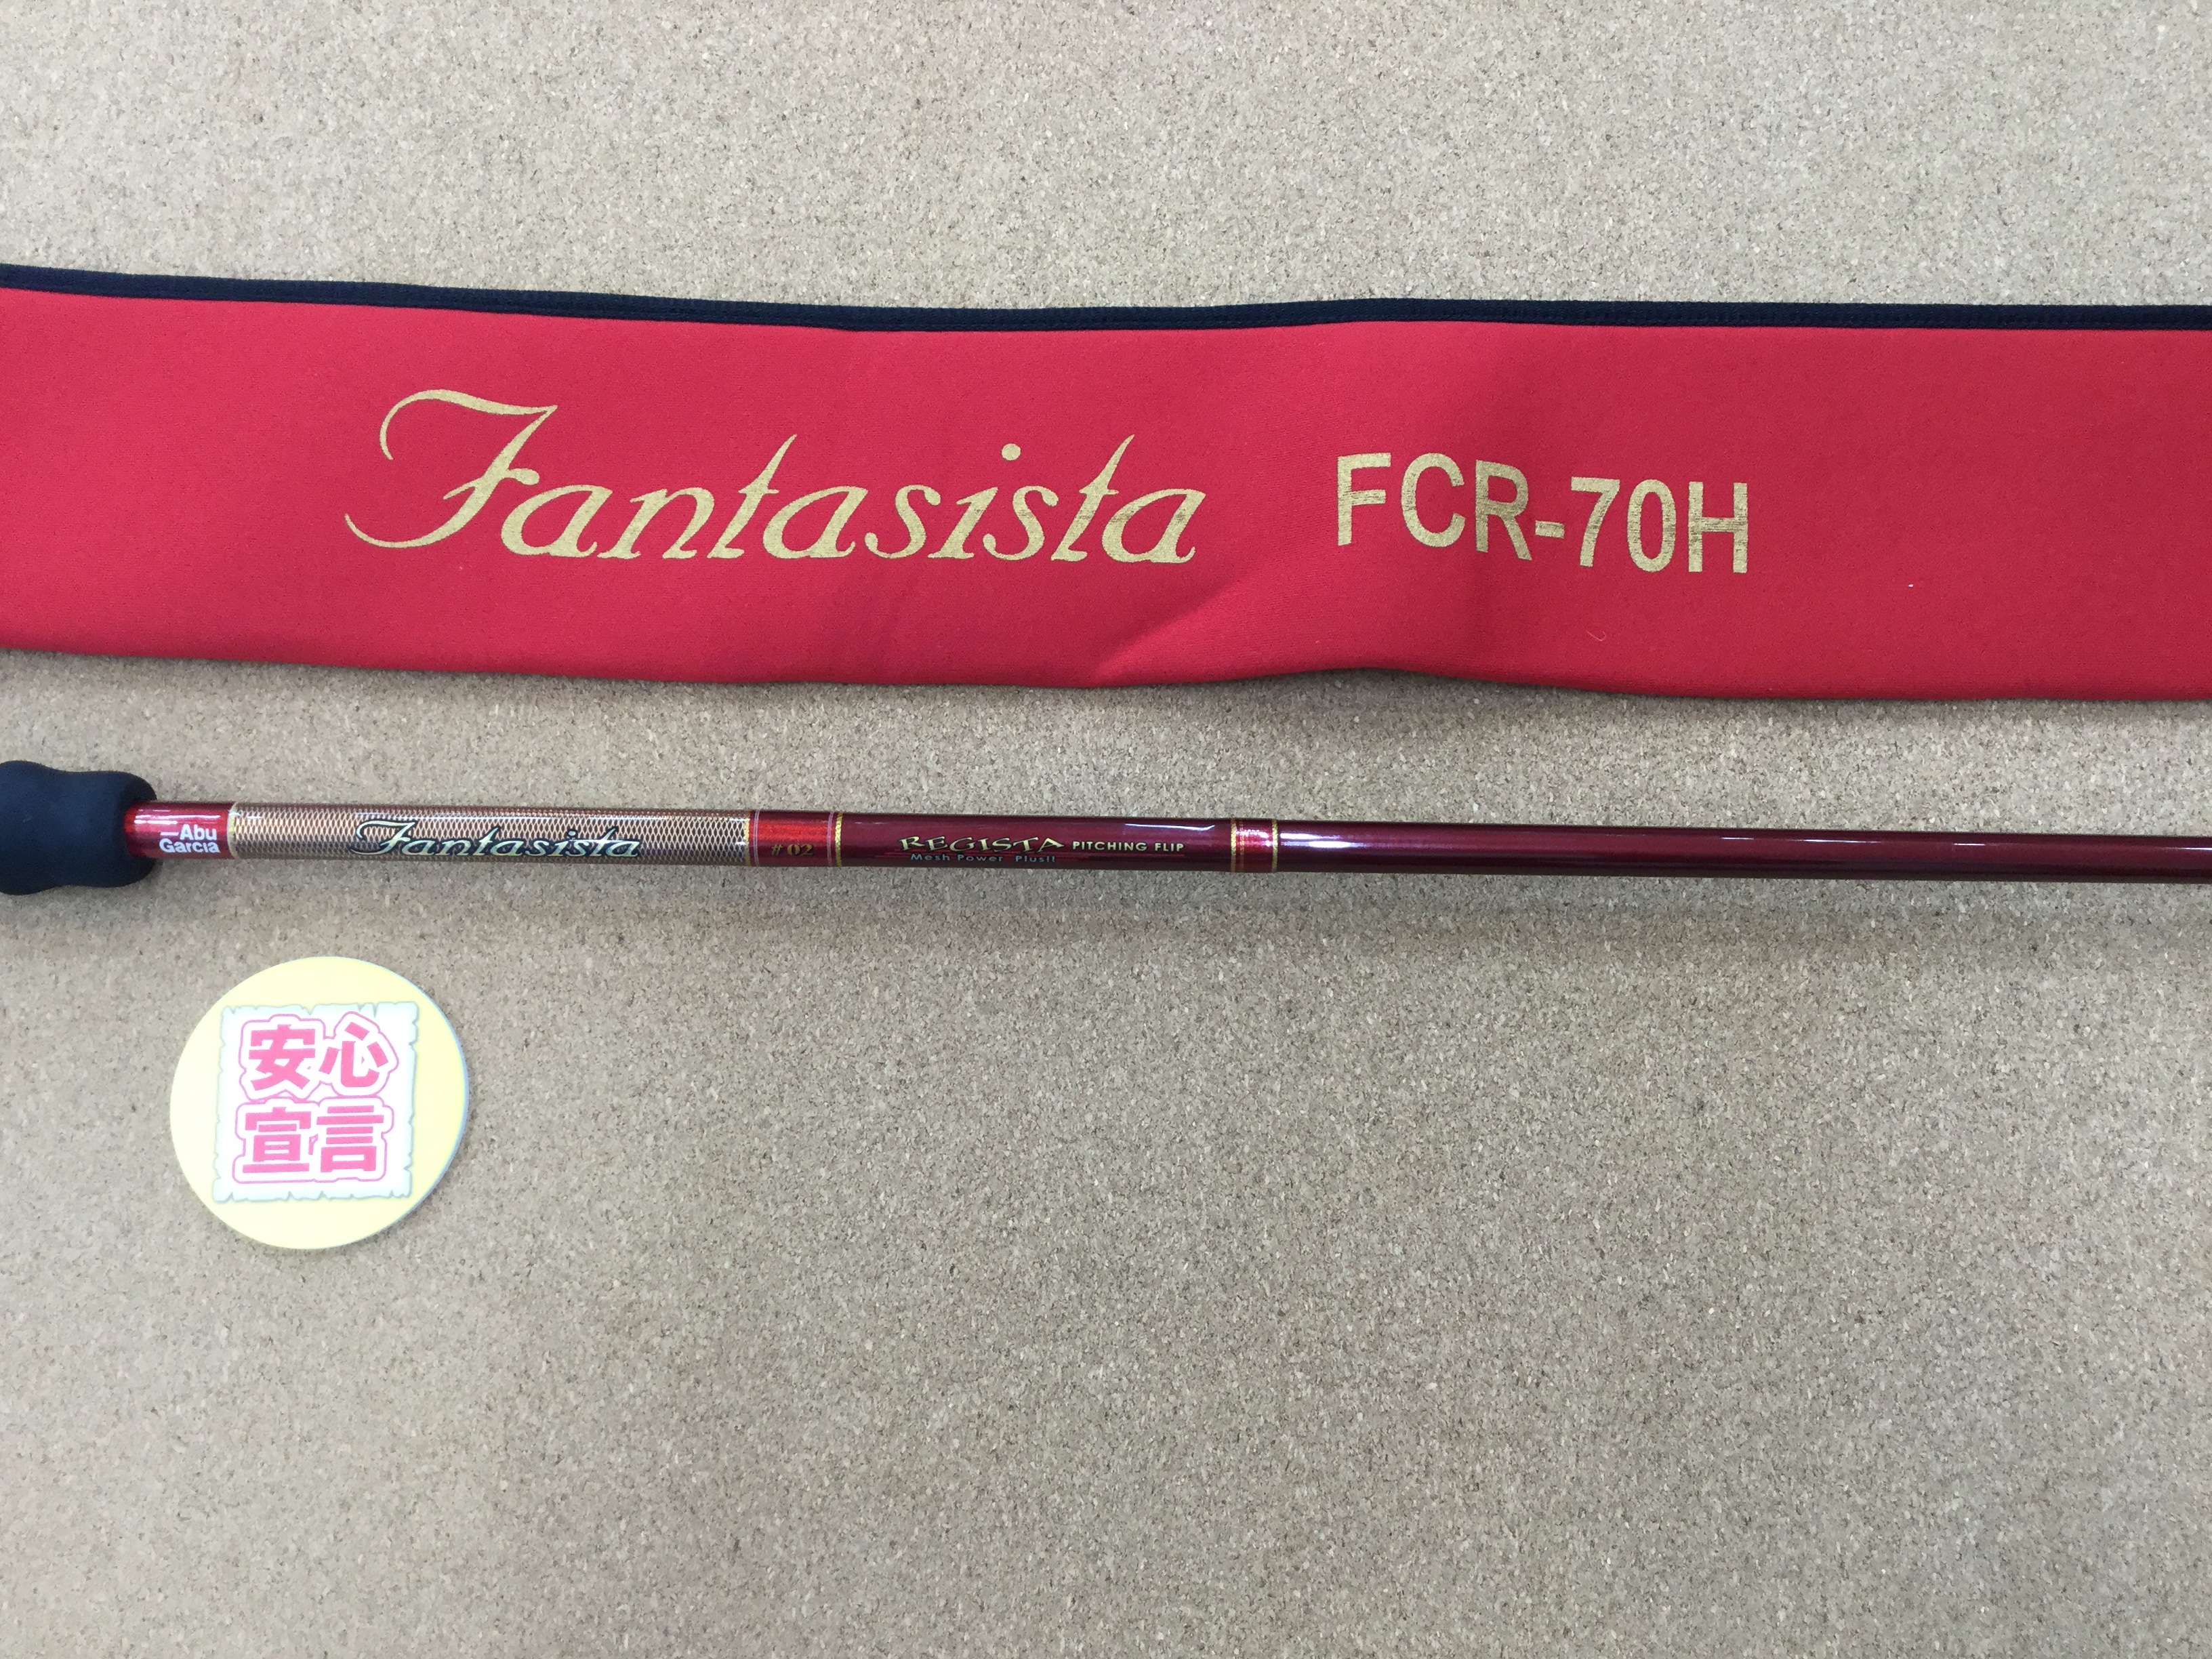 Fantasista FCR-70H
Abu
Garcia
Fantasista
#02
REGISTA PITCHING FLIP
Mesh Power Plus!!
安心
宣言